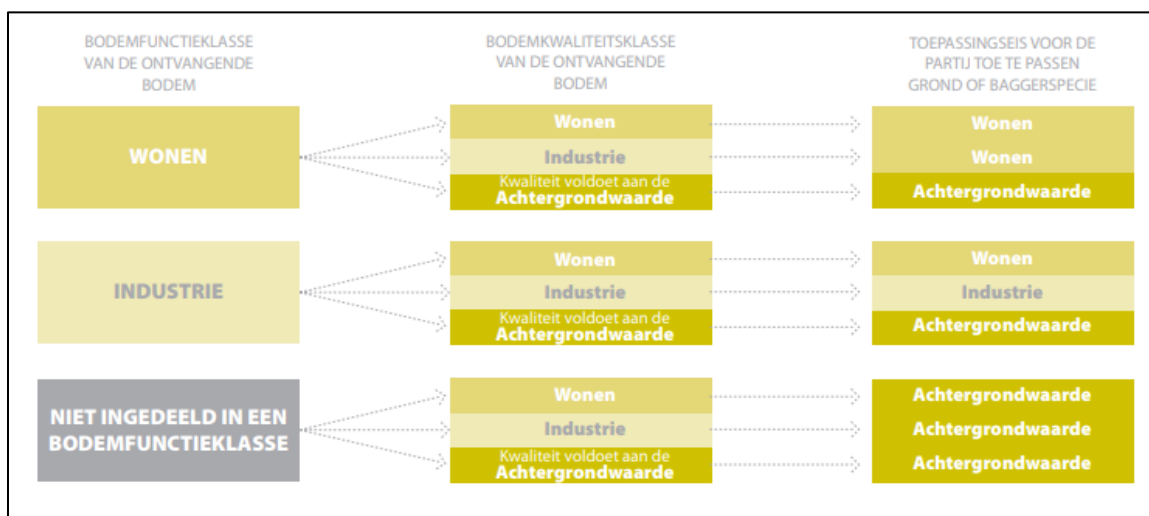 BODEMFUNCTIEKLASSE
VAN DE ONTVANGENDE
BODEM
BODEMKWALITEITSKLASSE
VAN DE ONTVANGENDE
BODEM
TOEPASSINGSEIS VOOR DE
PARTIJ TOE TE PASSEN
GROND OF BAGGERSPECIE
WONEN
Wonen
Industrie
Kwaliteit voldoet aan de
Achtergrondwaarde
Wonen
Wonen
Achtergrondwaarde
INDUSTRIE
Wonen
Industrie
Kwaliteit voldoet aan de
Achtergrondwaarde
Wonen
Industrie
Achtergrondwaarde
NIET INGEDEELD IN EEN
BODEMFUNCTIEKLASSE
Wonen
Industrie
Kwaliteit voldoet aan de
Achtergrondwaarde
Achtergrondwaarde
Achtergrondwaarde
Achtergrondwaarde